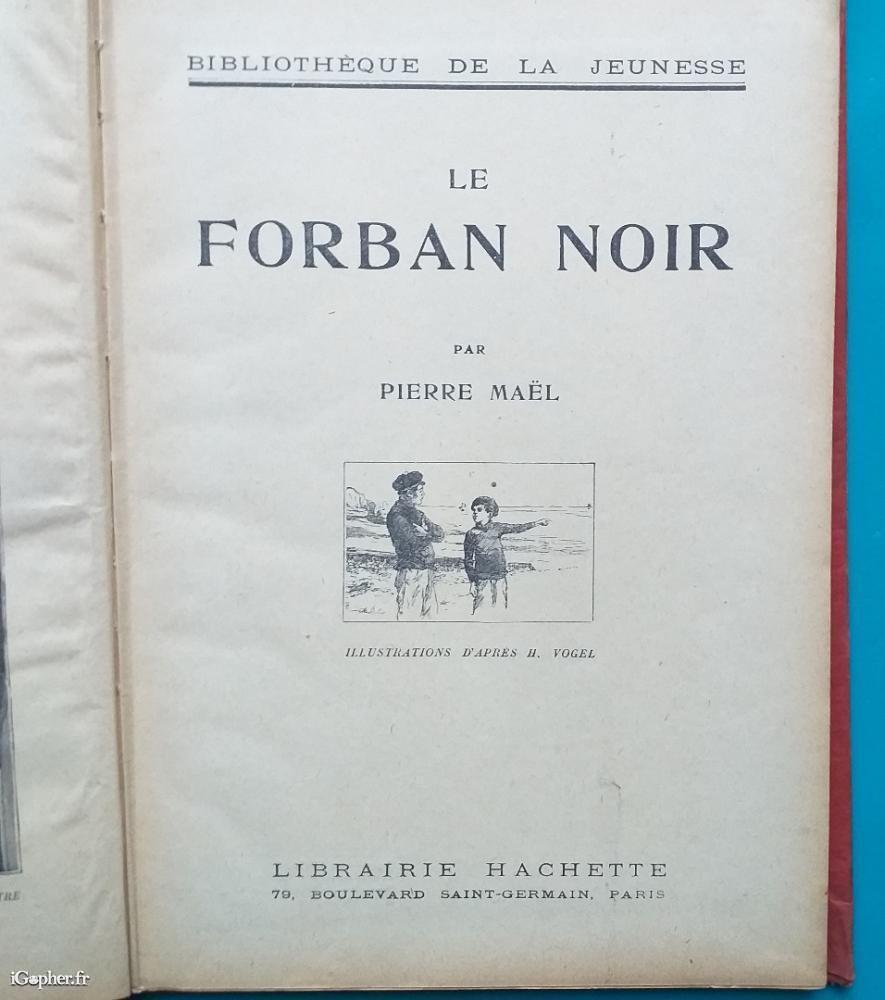 BIBLIOTHÈQUE DE LA JEUNESSE
LE
FORBAN NOIR
PAR
PIERRE MAËL
ILLUSTRATIONS D'APRÈS H. VOGEL
LIBRAIRIE HACHETTE
79, BOULEVARD SAINT-GERMAIN, PARIS
TRE
iGopher.fr